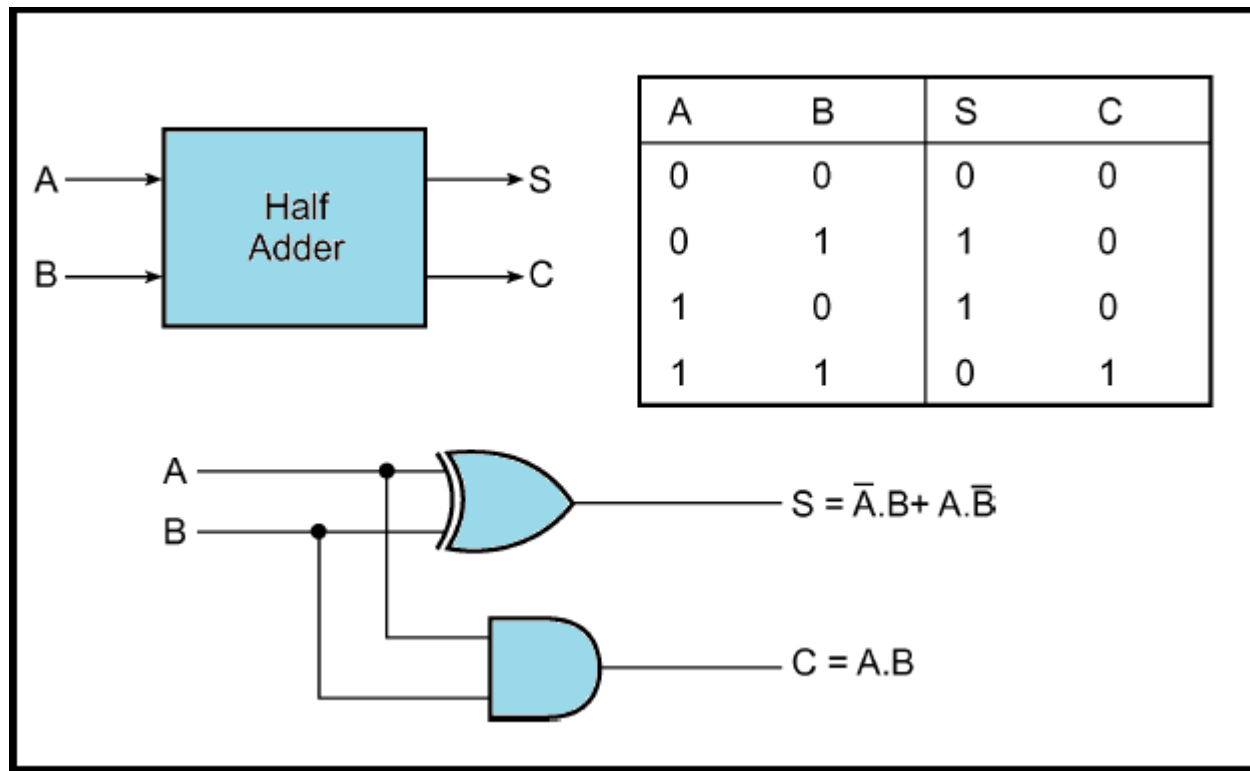 A
B
Half
Adder
S
C
A B S C
0 0 0 0
0 1 1 0
1 0 1 0
1 1 0 1
A
B
S = A̅.B+ A.B̅
C = A.B